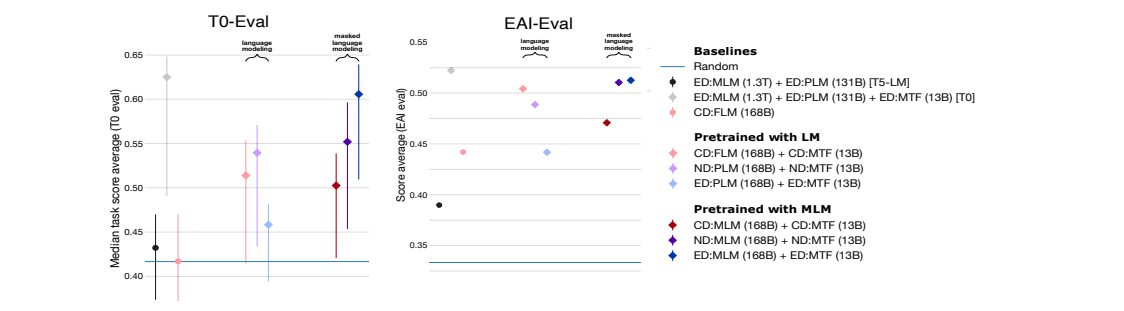 T0-Eval
language
modeling
masked
language
modeling
0.65
0.60
0.55
0.50
0.45
0.40
Median task score average (T0 eval)
EAI-Eval
language
modeling
masked
language
modeling
0.55
0.50
0.45
0.40
0.35
Score average (EAI eval)
Baselines
Random
ED:MLM (1.3T) + ED:PLM (131B) [T5-LM]
ED:MLM (1.3T) + ED:PLM (131B) + ED:MTF (13B) [T0]
CD:FLM (168B)
Pretrained with LM
CD:FLM (168B) + CD:MTF (13B)
ND:PLM (168B) + ND:MTF (13B)
ED:PLM (168B) + ED:MTF (13B)
Pretrained with MLM
CD:MLM (168B) + CD:MTF (13B)
ND:MLM (168B) + ND:MTF (13B)
ED:MLM (168B) + ED:MTF (13B)